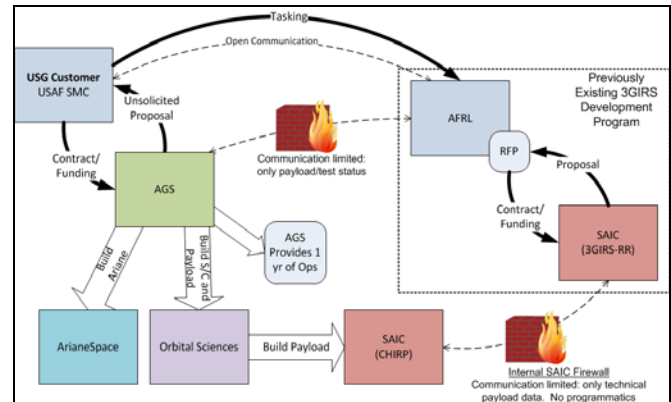 Tasking
Open Communication
USG Customer
USAF SMC
Unsolicited
Proposal
Contract/
Funding
AGS
Communication limited:
only payload/test status
Previously
Existing 3GIRS
Development
Program
AFRL
RFP
Proposal
Contract/
Funding
SAIC
(3GIRS-RR)
Build
Ariane
Build S/C and
Payload
AGS
Provides 1
yr of Ops
ArianeSpace
Orbital Sciences
Build Payload
SAIC
(CHIRP)
Internal SAIC Firewall
Communication limited: only technical
payload data.  No programmatics